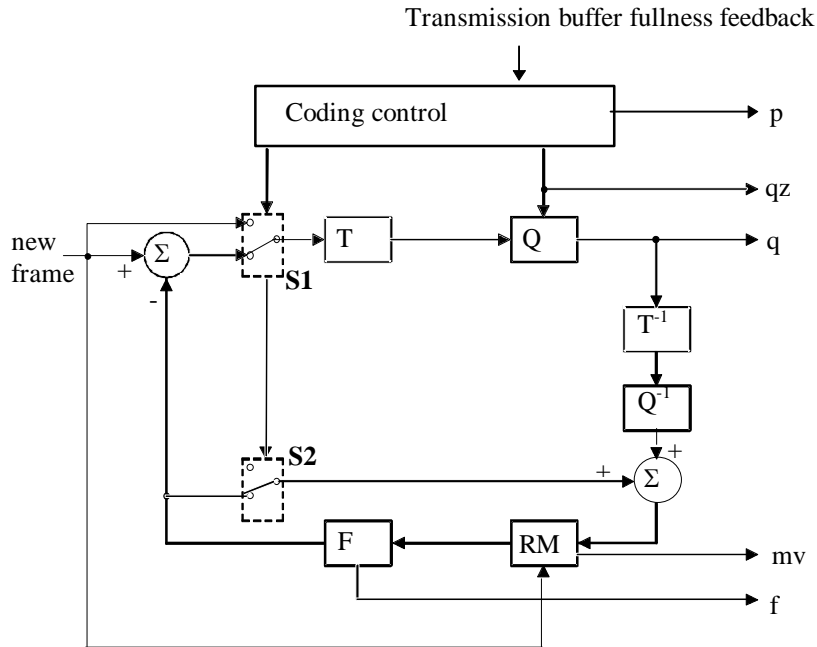 Transmission buffer fullness feedback
Coding control
p
qz
new
frame
+
Σ
-
S1
T
Q
q
T-1
Q-1
S2
+
+
Σ
F
RM
mv
f